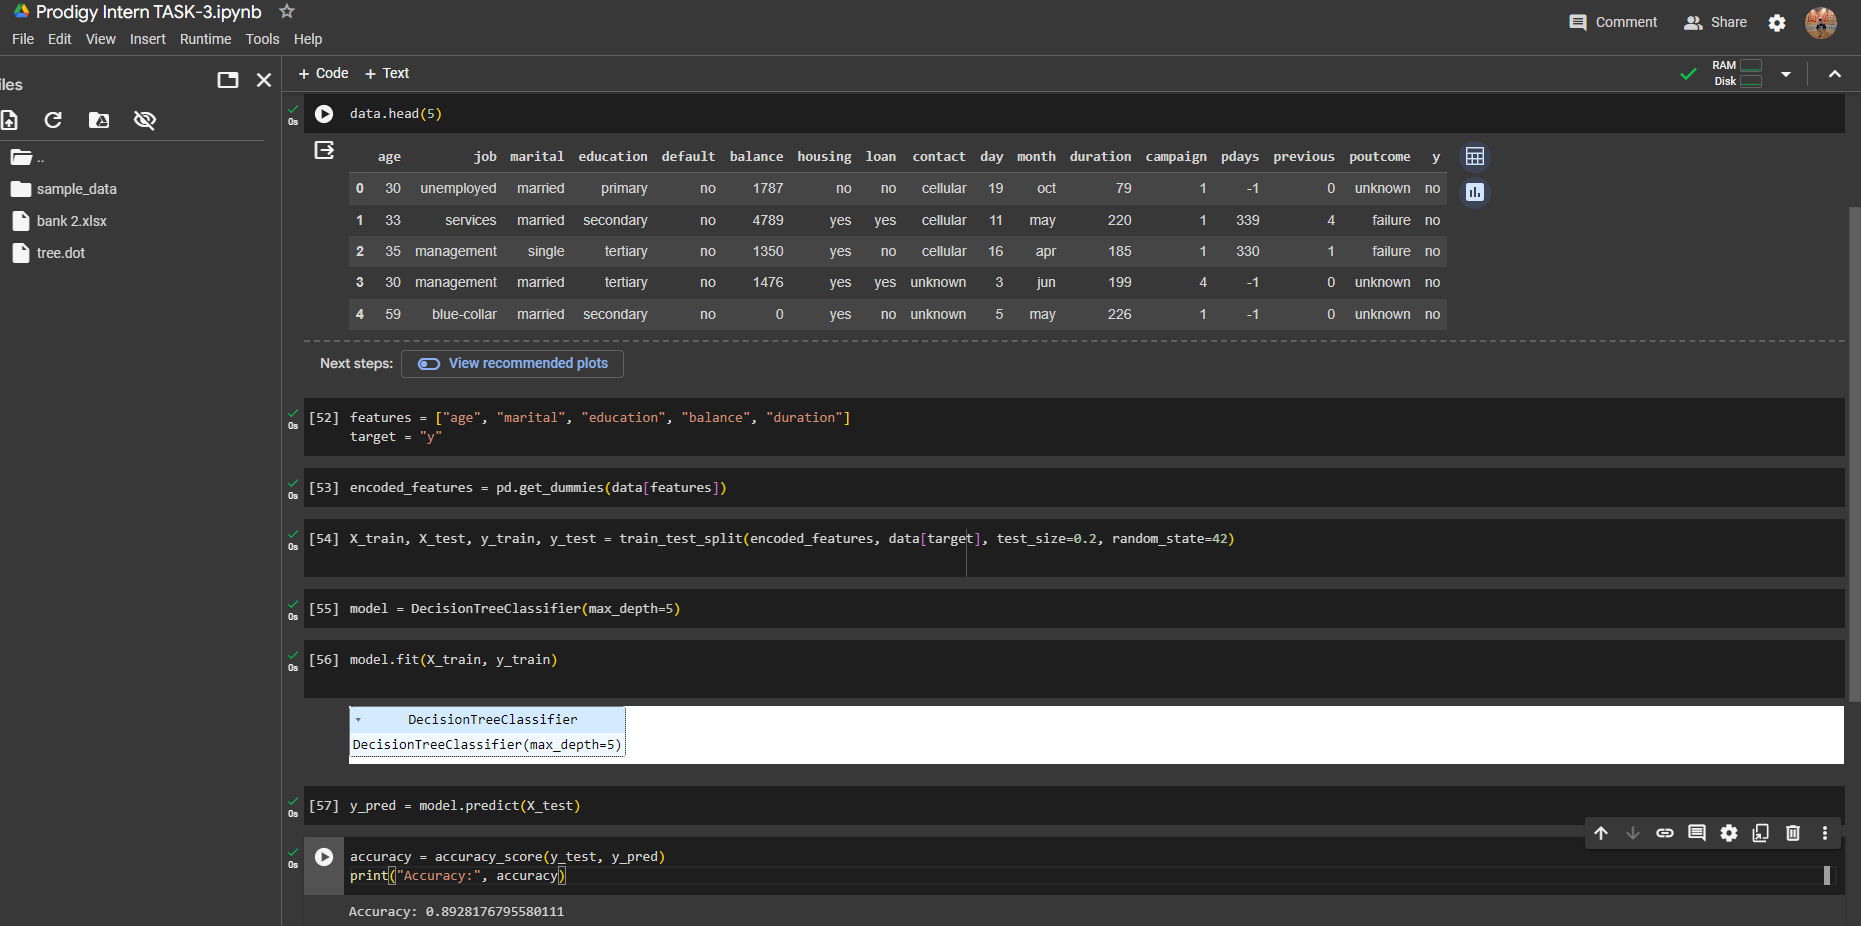 Prodigy Intern TASK-3.ipynb
File Edit View Insert Runtime Tools Help
Comment Share
iles
+ Code + Text
RAM
Disk
..
sample_data
bank 2.xlsx
tree.dot
0s
data.head(5)
age job marital education default balance housing loan contact day month duration campaign pdays previous poutcome y
0 30 unemployed married primary no 1787 no no cellular 19 oct 79 1 -1 0 unknown no
1 33 services married secondary no 4789 yes yes cellular 11 may 220 1 339 4 failure no
2 35 management single tertiary no 1350 yes no cellular 16 apr 185 1 330 1 failure no
3 30 management married tertiary no 1476 yes yes unknown 3 jun 199 4 -1 0 unknown no
4 59 blue-collar married secondary no 0 yes no unknown 5 may 226 1 -1 0 unknown no
Next steps: View recommended plots
0s
[52] features = ["age", "marital", "education", "balance", "duration"]
target = "y"
0s
[53] encoded_features = pd.get_dummies(data[features])
0s
[54] X_train, X_test, y_train, y_test = train_test_split(encoded_features, data[target], test_size=0.2, random_state=42)
0s
[55] model = DecisionTreeClassifier(max_depth=5)
0s
[56] model.fit(X_train, y_train)
0s
DecisionTreeClassifier
DecisionTreeClassifier(max_depth=5)
[57] y_pred = model.predict(X_test)
0s
accuracy = accuracy_score(y_test, y_pred)
0s
print("Accuracy:", accuracy)
Accuracy: 0.8928176795580111